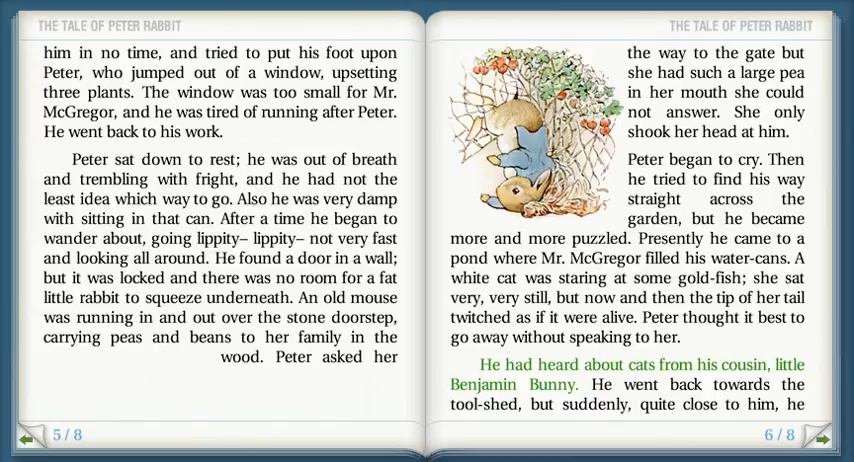 THE TALE OF PETER RABBIT
him in no time, and tried to put his foot upon
Peter, who jumped out of a window, upsetting
three plants. The window was too small for Mr.
McGregor, and he was tired of running after Peter.
He went back to his work.
Peter sat down to rest; he was out of breath
and trembling with fright, and he had not the
least idea which way to go. Also he was very damp
with sitting in that can. After a time he began to
wander about, going lippity– lippity– not very fast
and looking all around. He found a door in a wall;
but it was locked and there was no room for a fat
little rabbit to squeeze underneath. An old mouse
was running in and out over the stone doorstep,
carrying peas and beans to her family in the
wood. Peter asked her
5 / 8
THE TALE OF PETER RABBIT
the way to the gate but
she had such a large pea
in her mouth she could
not answer. She only
shook her head at him.
Peter began to cry. Then
he tried to find his way
straight across the
garden, but he became
more and more puzzled. Presently he came to a
pond where Mr. McGregor filled his water-cans. A
white cat was staring at some gold-fish; she sat
very, very still, but now and then the tip of her tail
twitched as if it were alive. Peter thought it best to
go away without speaking to her.
He had heard about cats from his cousin, little
Benjamin Bunny. He went back towards the
tool-shed, but suddenly, quite close to him, he
6 / 8